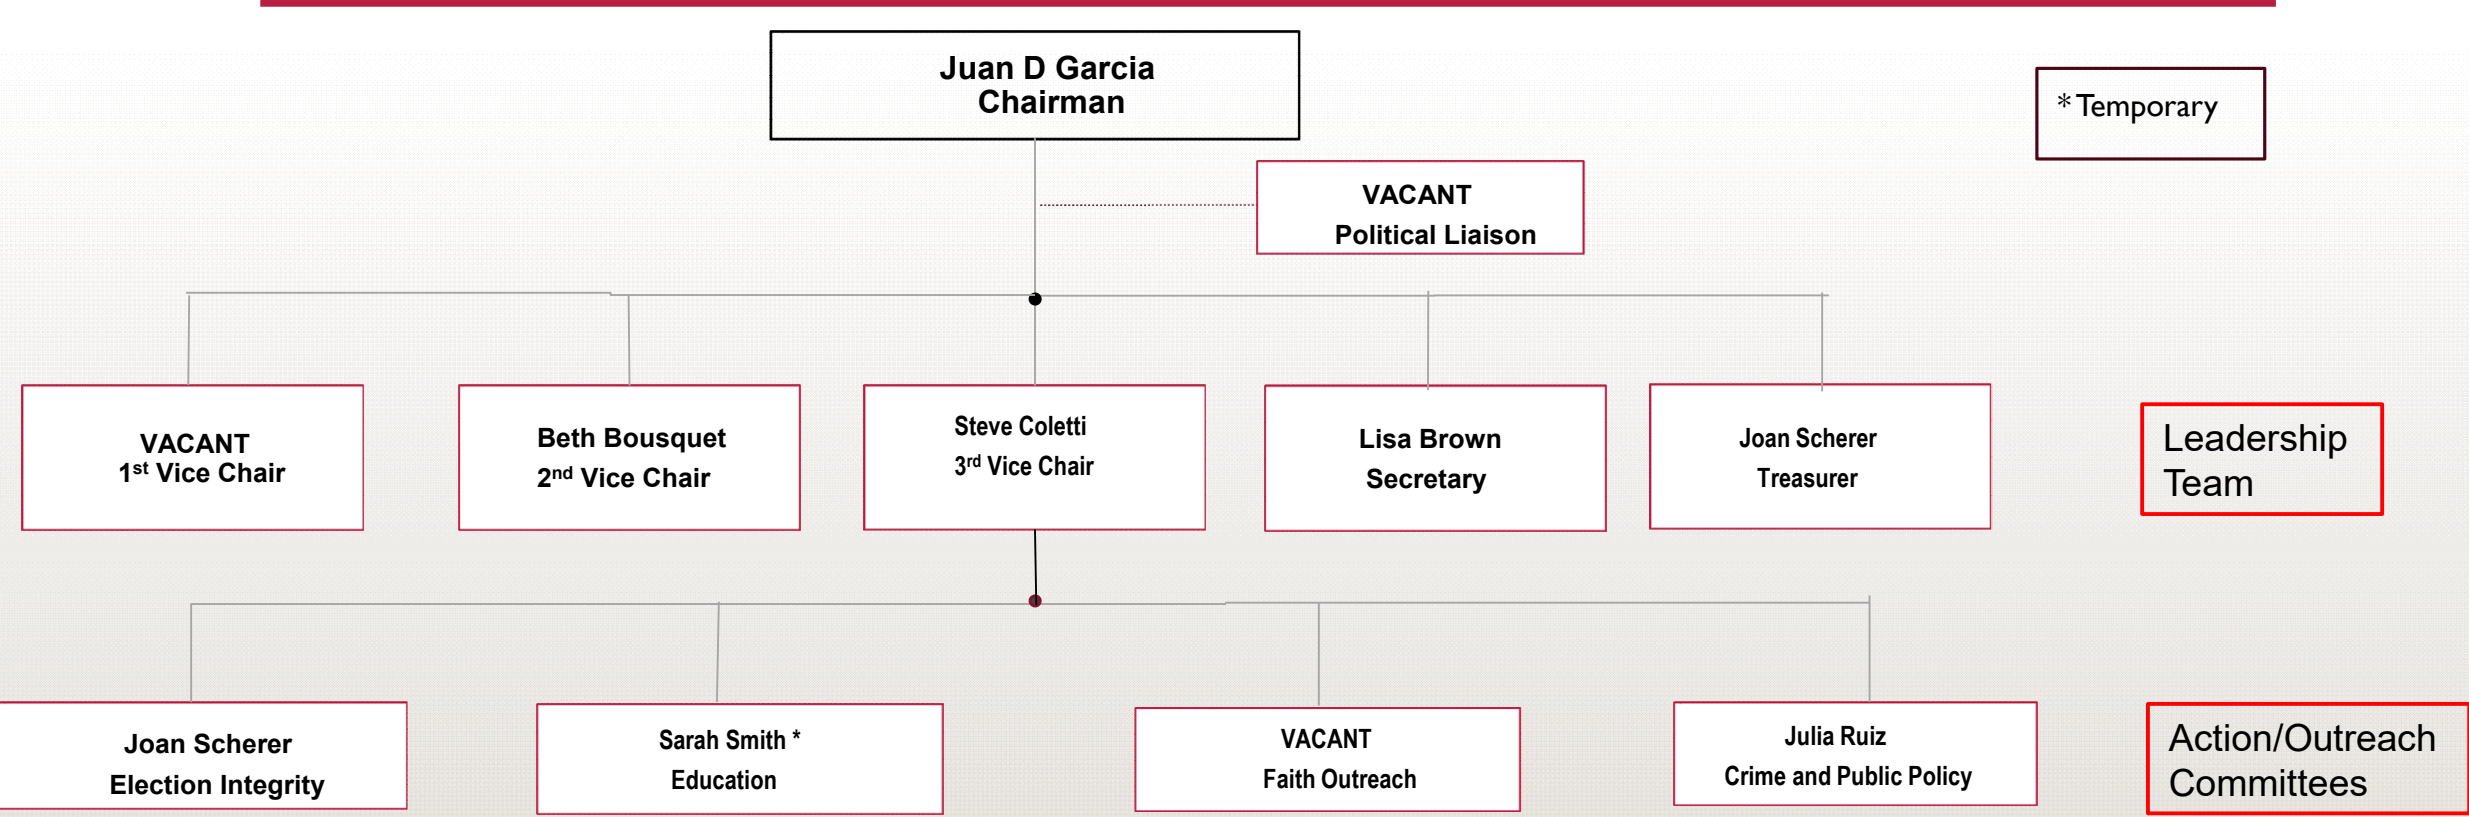 Juan D Garcia
Chairman
* Temporary
VACANT
Political Liaison
VACANT
1st Vice Chair
Beth Bousquet
2nd Vice Chair
Steve Coletti
3rd Vice Chair
Lisa Brown
Secretary
Joan Scherer
Treasurer
Leadership
Team
Joan Scherer
Election Integrity
Sarah Smith *
Education
VACANT
Faith Outreach
Julia Ruiz
Crime and Public Policy
Action/Outreach
Committees